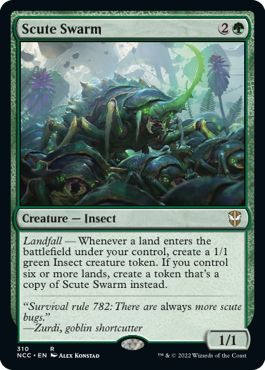 Scute Swarm 2
Creature — Insect
Landfall — Whenever a land enters the
battlefield under your control, create a 1/1
green Insect creature token. If you control
six or more lands, create a token that's a
copy of Scute Swarm instead.
"Survival rule 782: There are always more scute
bugs."
—Zurdi, goblin shortcutter
1/1
310 R
NCC • EN ALEX KONSTAD
™ & © 2022 Wizards of the Coast